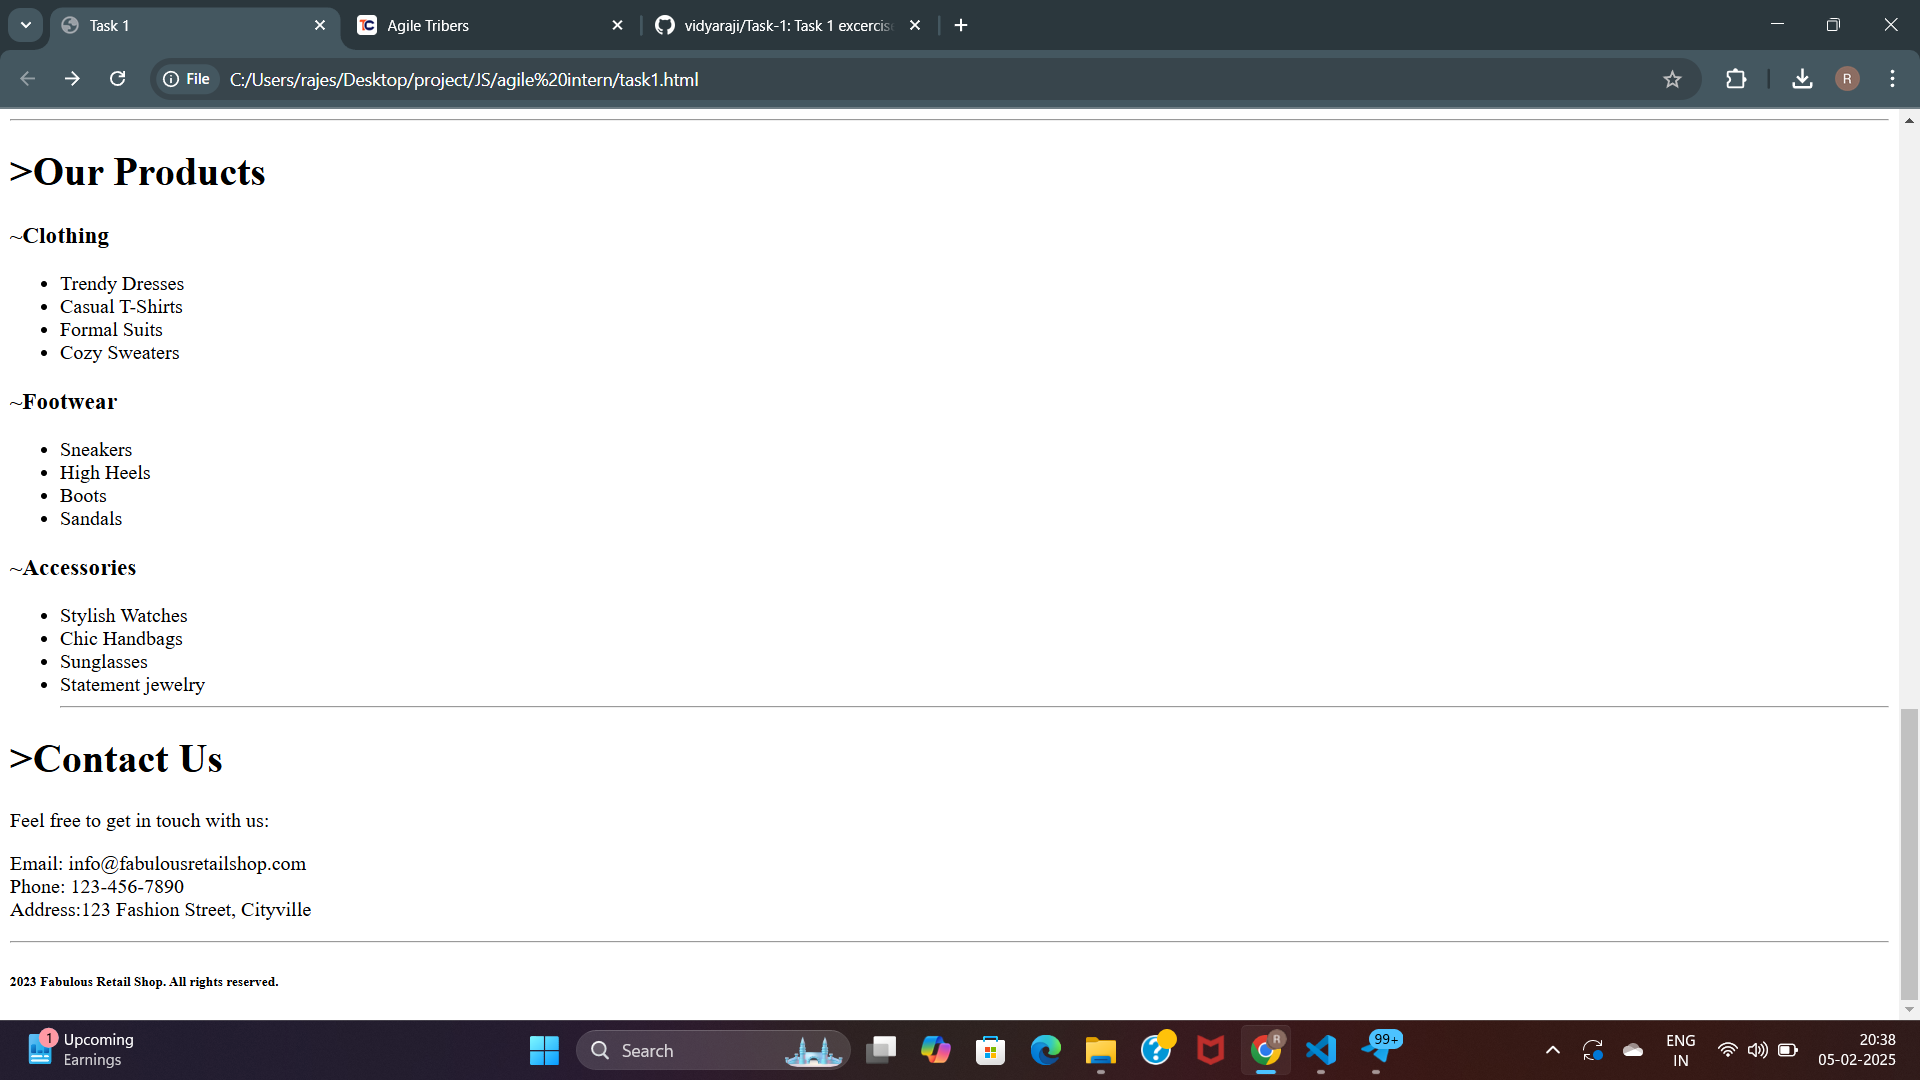 Task 1
Agile Tribers
vidyaraji/Task-1: Task 1 excercis
File
C:/Users/rajes/Desktop/project/JS/agile%20intern/task1.html
R
>Our Products
~Clothing
• Trendy Dresses
• Casual T-Shirts
• Formal Suits
• Cozy Sweaters
~Footwear
• Sneakers
• High Heels
• Boots
• Sandals
~Accessories
• Stylish Watches
• Chic Handbags
• Sunglasses
• Statement jewelry
>Contact Us
Feel free to get in touch with us:
Email: info@fabulousretailshop.com
Phone: 123-456-7890
Address:123 Fashion Street, Cityville
2023 Fabulous Retail Shop. All rights reserved.
1
Upcoming
Earnings
Search
R
99+
ENG
IN
20:38
05-02-2025